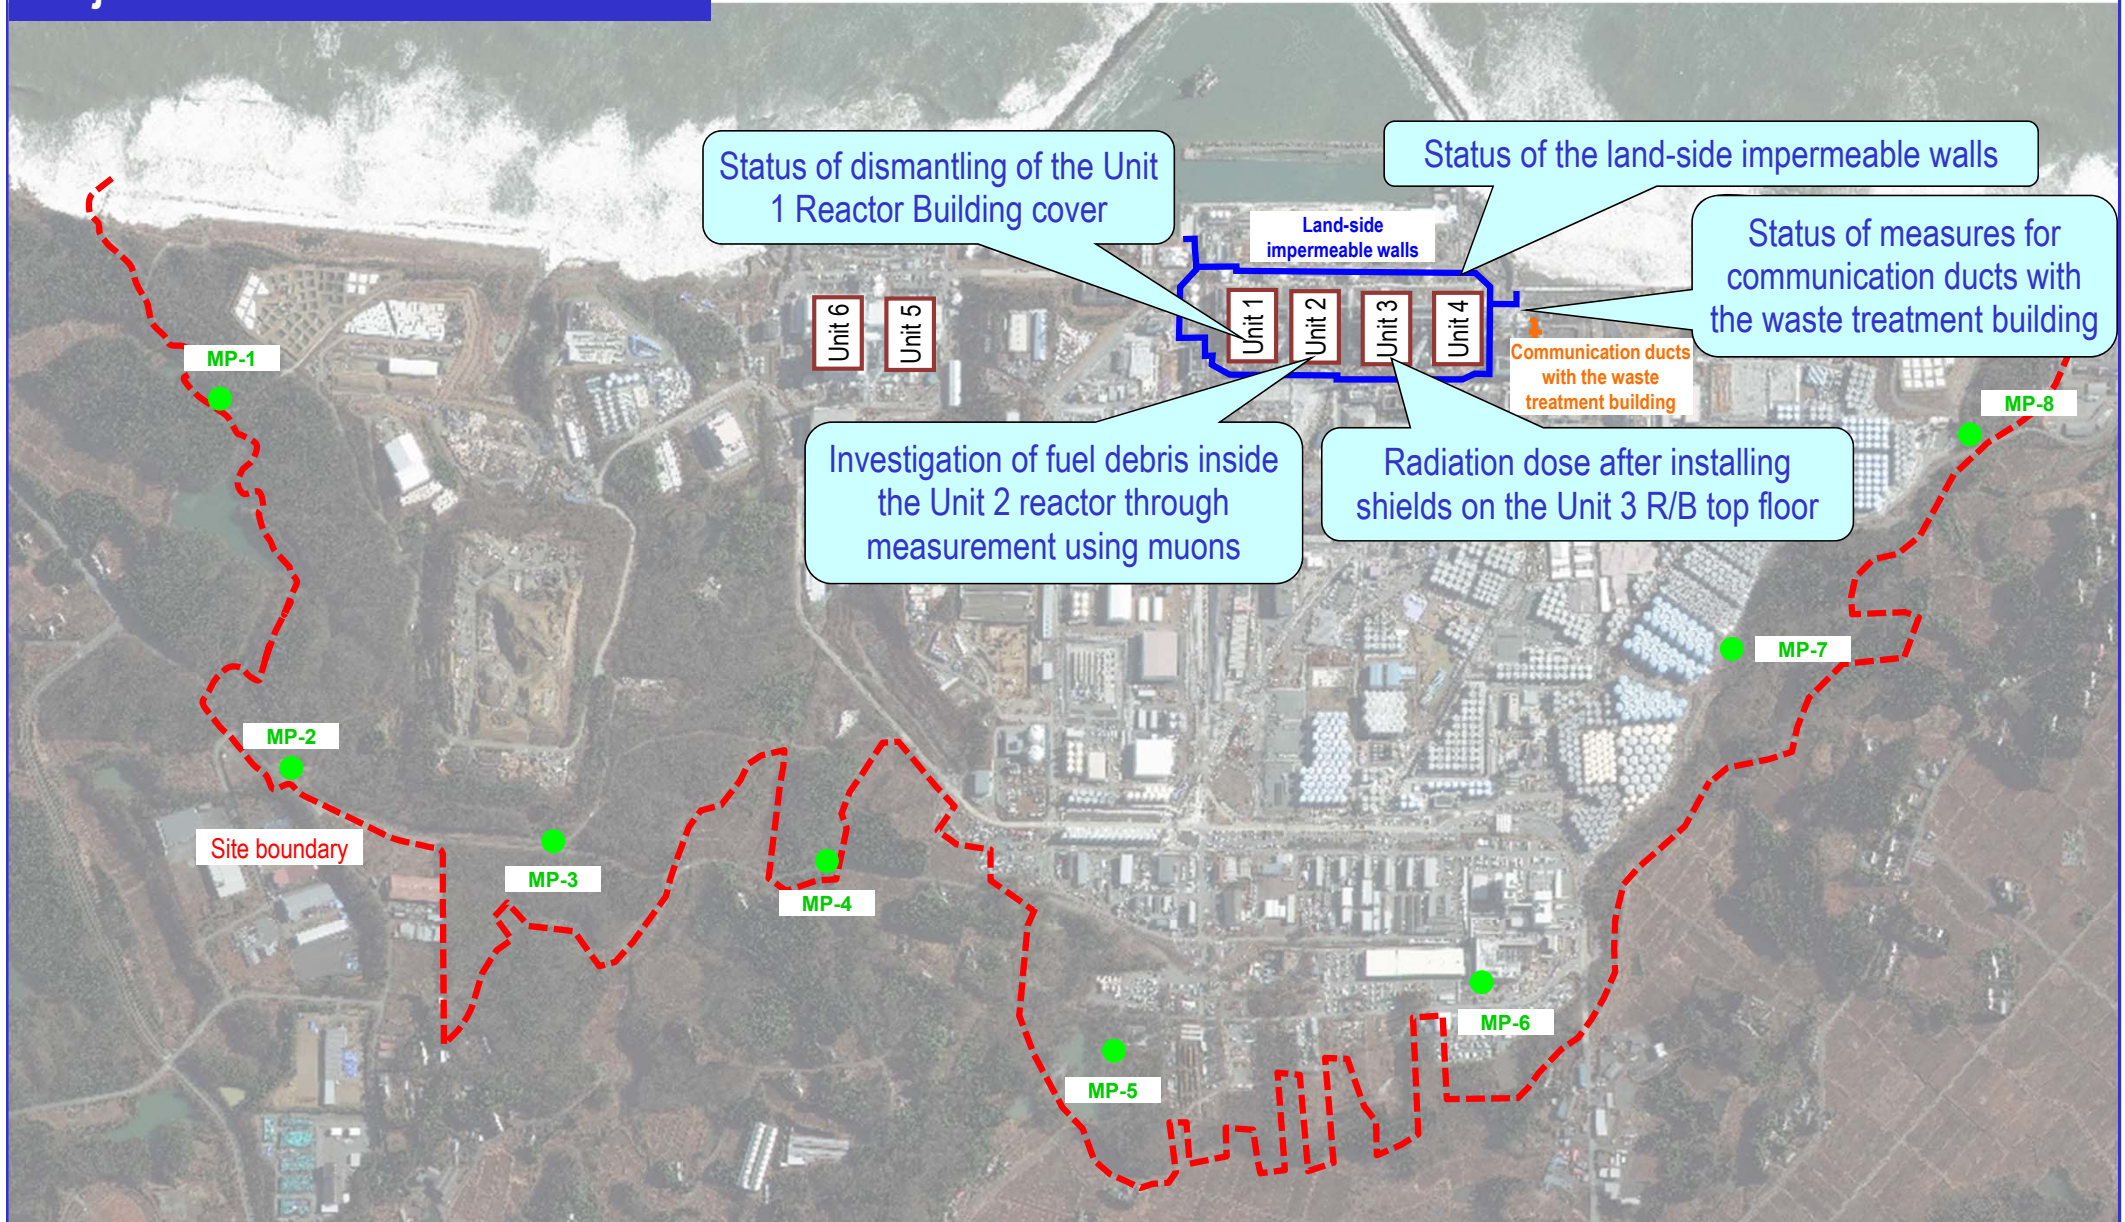 Status of dismantling of the Unit
1 Reactor Building cover
Status of the land-side impermeable walls
Land-side
impermeable walls
Status of measures for
communication ducts with
the waste treatment building
Unit 6
Unit 5
Unit 1
Unit 2
Unit 3
Unit 4
Communication ducts
with the waste
treatment building
MP-1
MP-8
Investigation of fuel debris inside
the Unit 2 reactor through
measurement using muons
Radiation dose after installing
shields on the Unit 3 R/B top floor
MP-7
MP-2
Site boundary
MP-3
MP-4
MP-6
MP-5